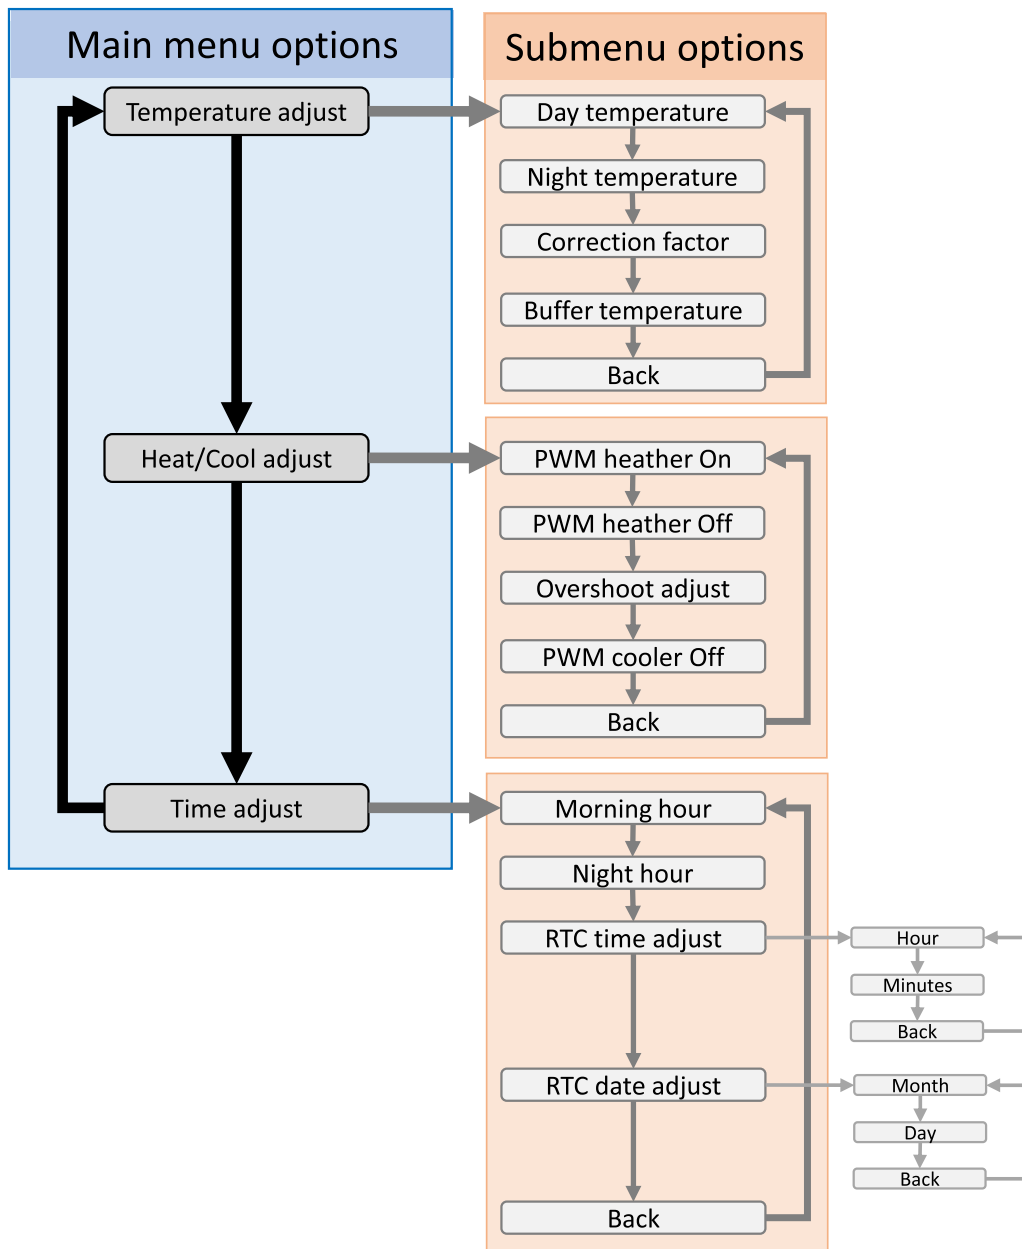 Main menu options
Submenu options
Temperature adjust
Day temperature
Night temperature
Correction factor
Buffer temperature
Back
Heat/Cool adjust
PWM heather On
PWM heather Off
Overshoot adjust
PWM cooler Off
Back
Time adjust
Morning hour
Night hour
RTC time adjust
Hour
Minutes
Back
RTC date adjust
Month
Day
Back
Back